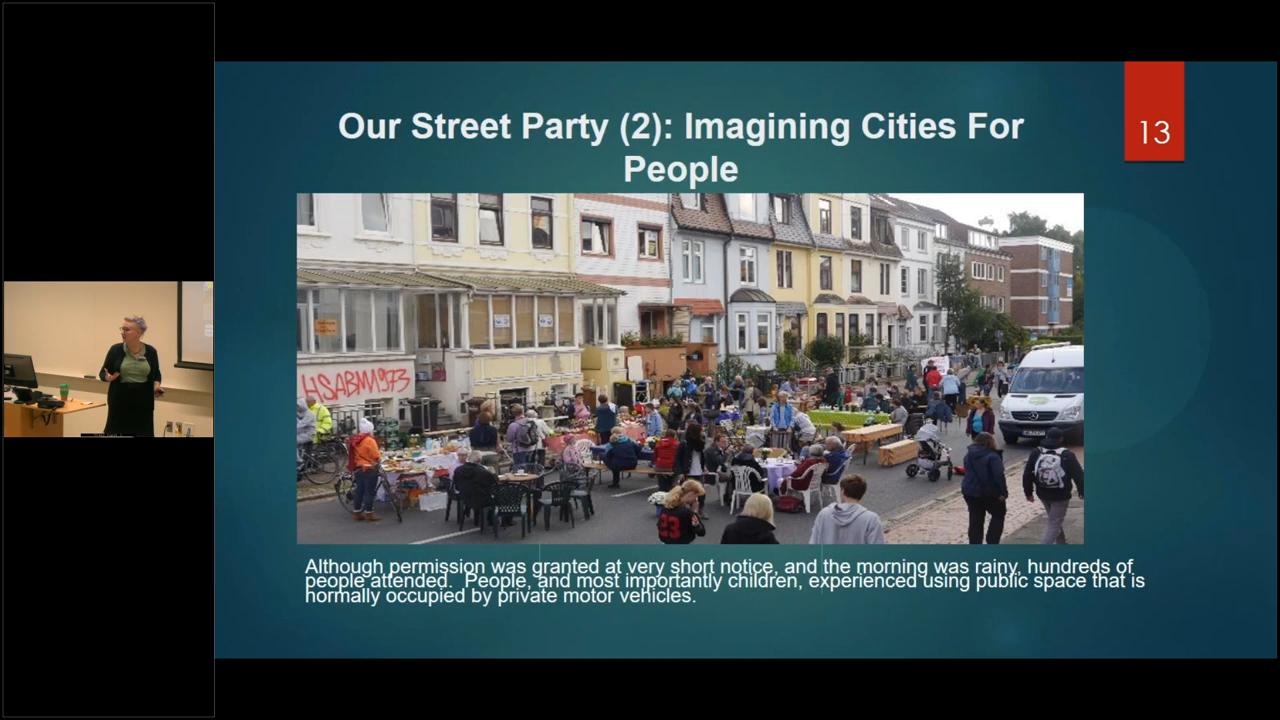 Our Street Party (2): Imagining Cities For
People
13
HSABM1973
23
Although permission was granted at very short notice, and the morning was rainy, hundreds of
people attended. People, and most importantly children, experienced using public space that is
normally occupied by private motor vehicles.